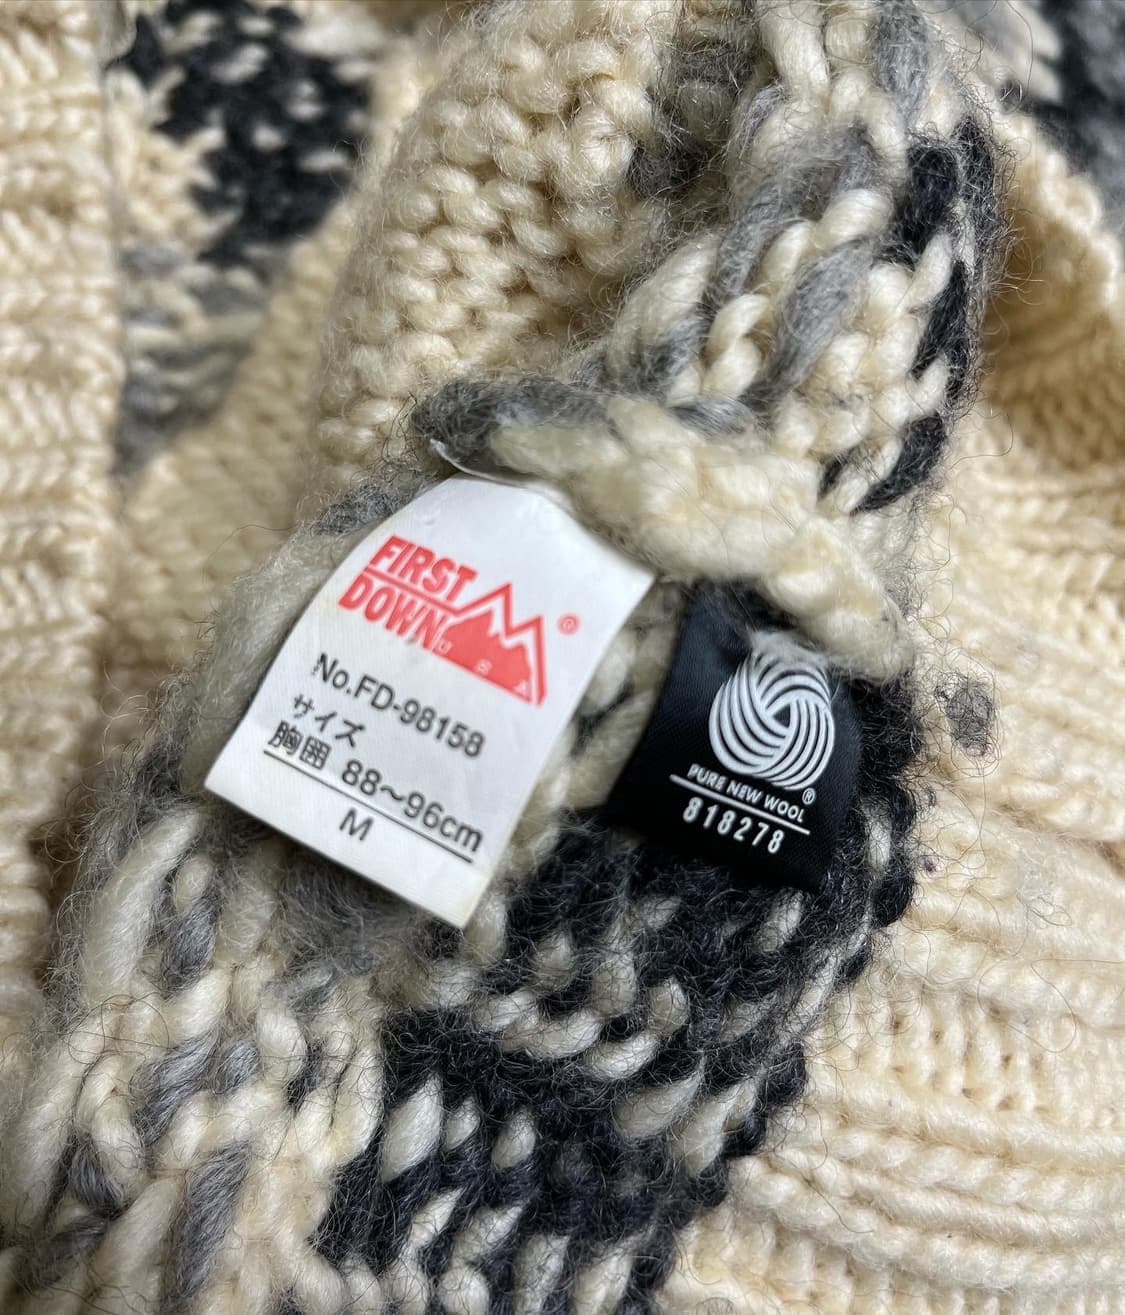 FIRST
DOWN
U S A
®
No.FD-98158
サイズ
胸囲 88~96cm
M
PURE NEW WOOL
®
818278